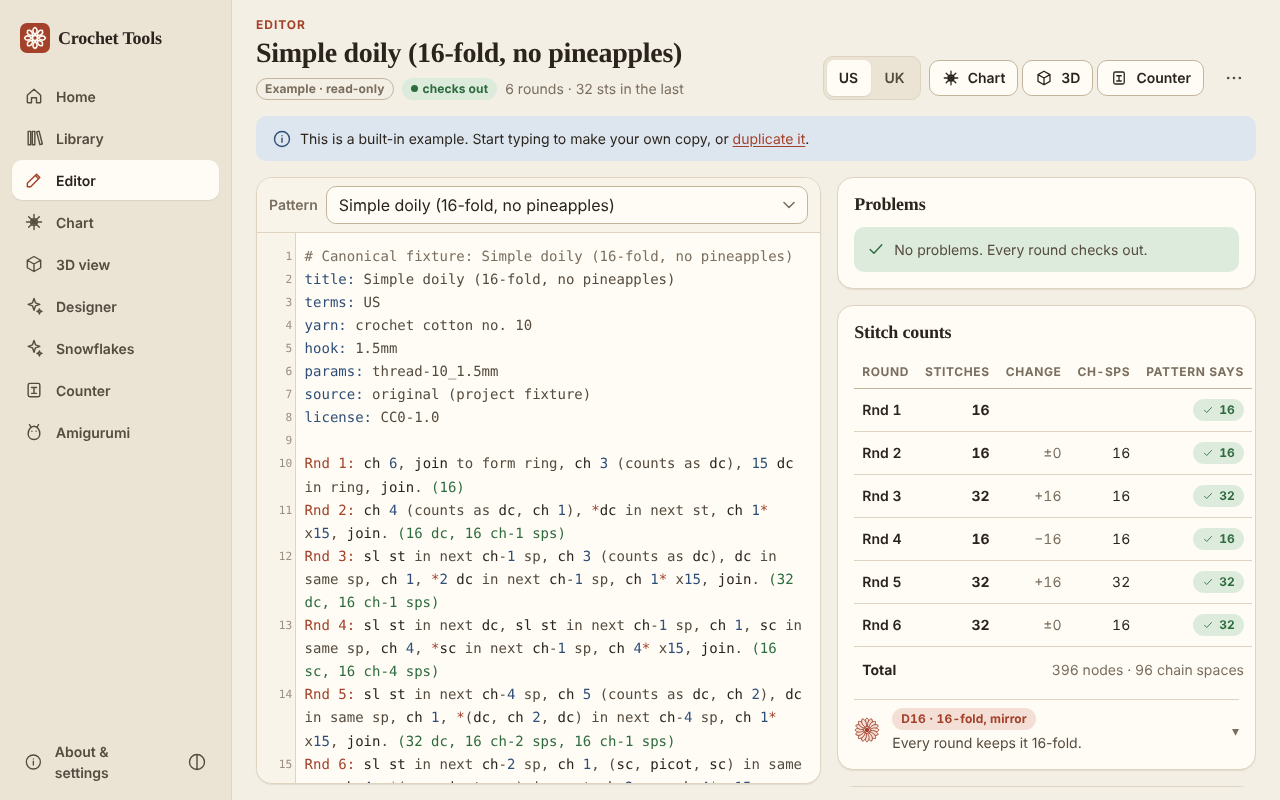 Crochet Tools
Home
Library
Editor
Chart
3D view
Designer
Snowflakes
Counter
Amigurumi
About &
settings
EDITOR
Simple doily (16-fold, no pineapples)
Example · read-only
checks out
6 rounds · 32 sts in the last
US
UK
Chart
3D
Counter
This is a built-in example. Start typing to make your own copy, or duplicate it.
Pattern
Simple doily (16-fold, no pineapples)
1 # Canonical fixture: Simple doily (16-fold, no pineapples)
2 title: Simple doily (16-fold, no pineapples)
3 terms: US
4 yarn: crochet cotton no. 10
5 hook: 1.5mm
6 params: thread-10_1.5mm
7 source: original (project fixture)
8 license: CC0-1.0
9
10 Rnd 1: ch 6, join to form ring, ch 3 (counts as dc), 15 dc
in ring, join. (16)
11 Rnd 2: ch 4 (counts as dc, ch 1), *dc in next st, ch 1*
x15, join. (16 dc, 16 ch-1 sps)
12 Rnd 3: sl st in next ch-1 sp, ch 3 (counts as dc), dc in
same sp, ch 1, *2 dc in next ch-1 sp, ch 1* x15, join. (32
dc, 16 ch-1 sps)
13 Rnd 4: sl st in next dc, sl st in next ch-1 sp, ch 1, sc in
same sp, ch 4, *sc in next ch-1 sp, ch 4* x15, join. (16
sc, 16 ch-4 sps)
14 Rnd 5: sl st in next ch-4 sp, ch 5 (counts as dc, ch 2), dc
in same sp, ch 1, *(dc, ch 2, dc) in next ch-4 sp, ch 1*
x15, join. (32 dc, 16 ch-2 sps, 16 ch-1 sps)
15 Rnd 6: sl st in next ch-2 sp, ch 1, (sc, picot, sc) in same
Problems
No problems. Every round checks out.
Stitch counts
ROUND STITCHES CHANGE CH-SPS PATTERN SAYS
Rnd 1 16 16
Rnd 2 16 ±0 16 16
Rnd 3 32 +16 16 32
Rnd 4 16 −16 16 16
Rnd 5 32 +16 32 32
Rnd 6 32 ±0 16 32
Total 396 nodes · 96 chain spaces
D16 · 16-fold, mirror
Every round keeps it 16-fold.